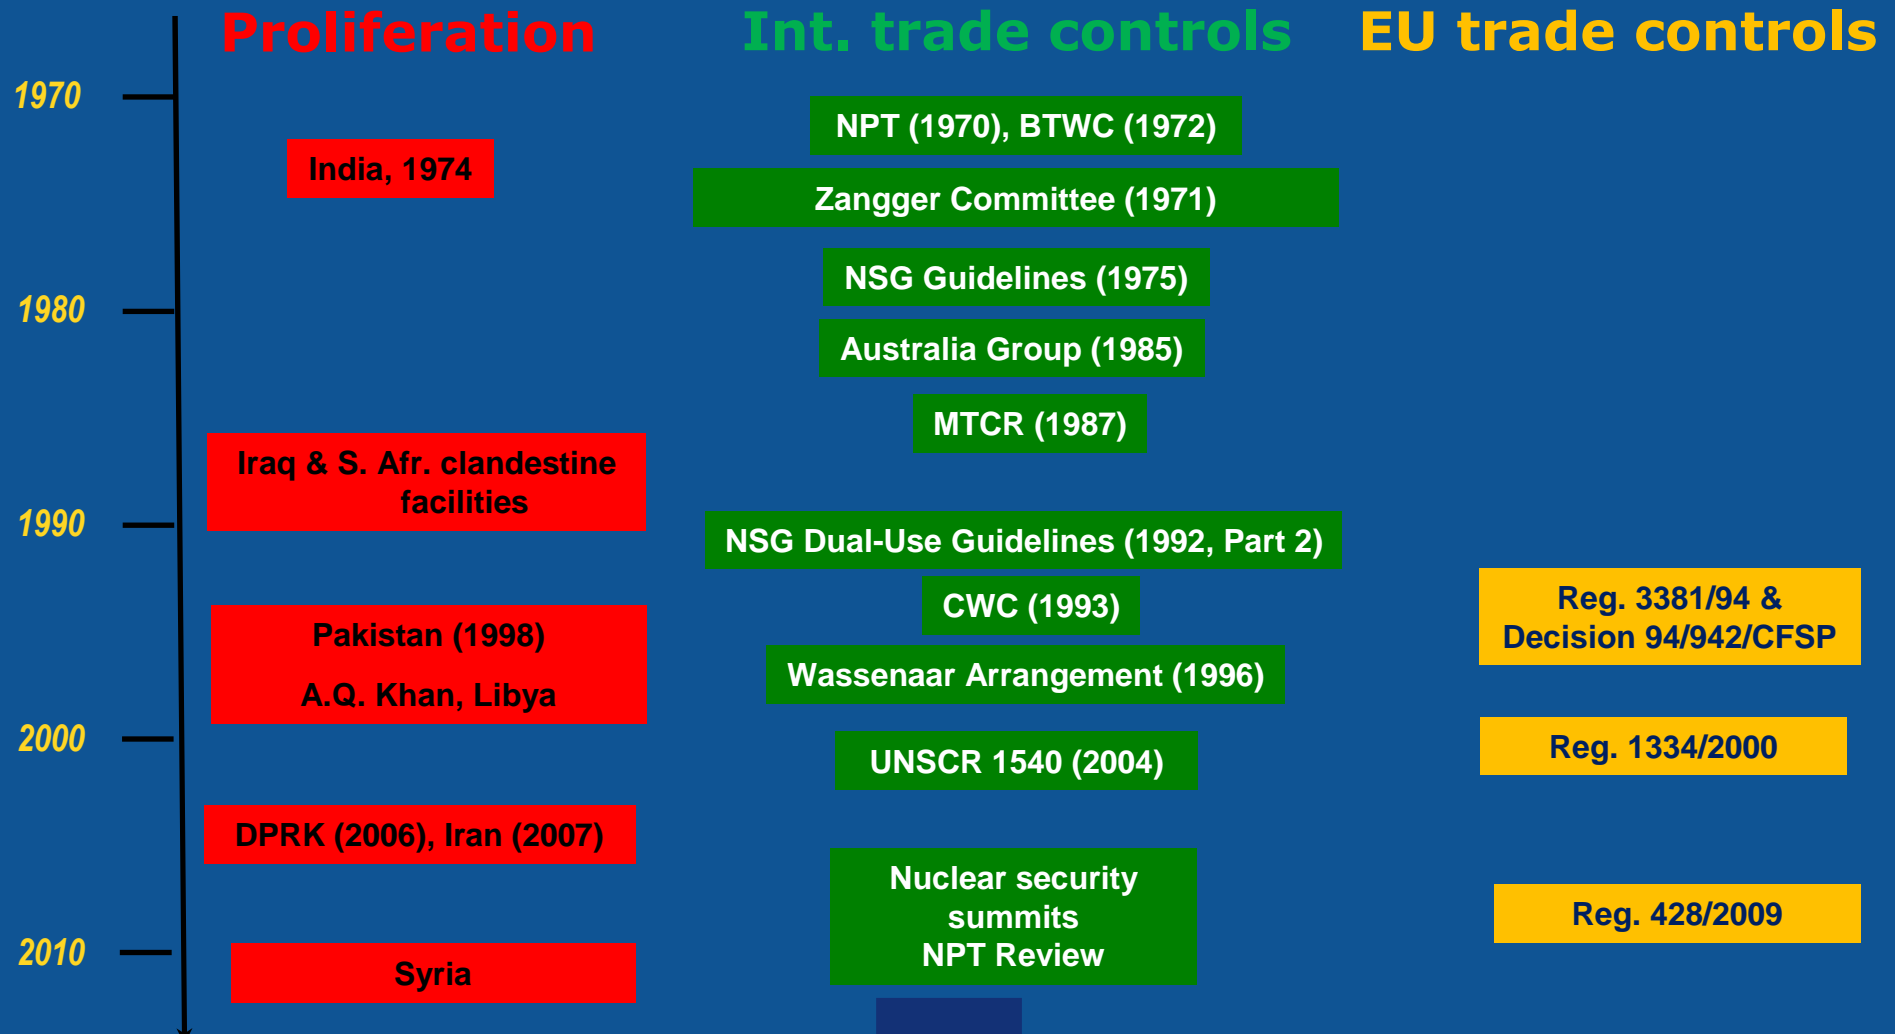 Proliferation
Int. trade controls
EU trade controls
1970
NPT (1970), BTWC (1972)
India, 1974
Zangger Committee (1971)
NSG Guidelines (1975)
1980
Australia Group (1985)
MTCR (1987)
Iraq & S. Afr. clandestine
facilities
1990
NSG Dual-Use Guidelines (1992, Part 2)
CWC (1993)
Reg. 3381/94 &
Decision 94/942/CFSP
Pakistan (1998)
A.Q. Khan, Libya
Wassenaar Arrangement (1996)
2000
UNSCR 1540 (2004)
Reg. 1334/2000
DPRK (2006), Iran (2007)
Nuclear security
summits
NPT Review
Reg. 428/2009
2010
Syria